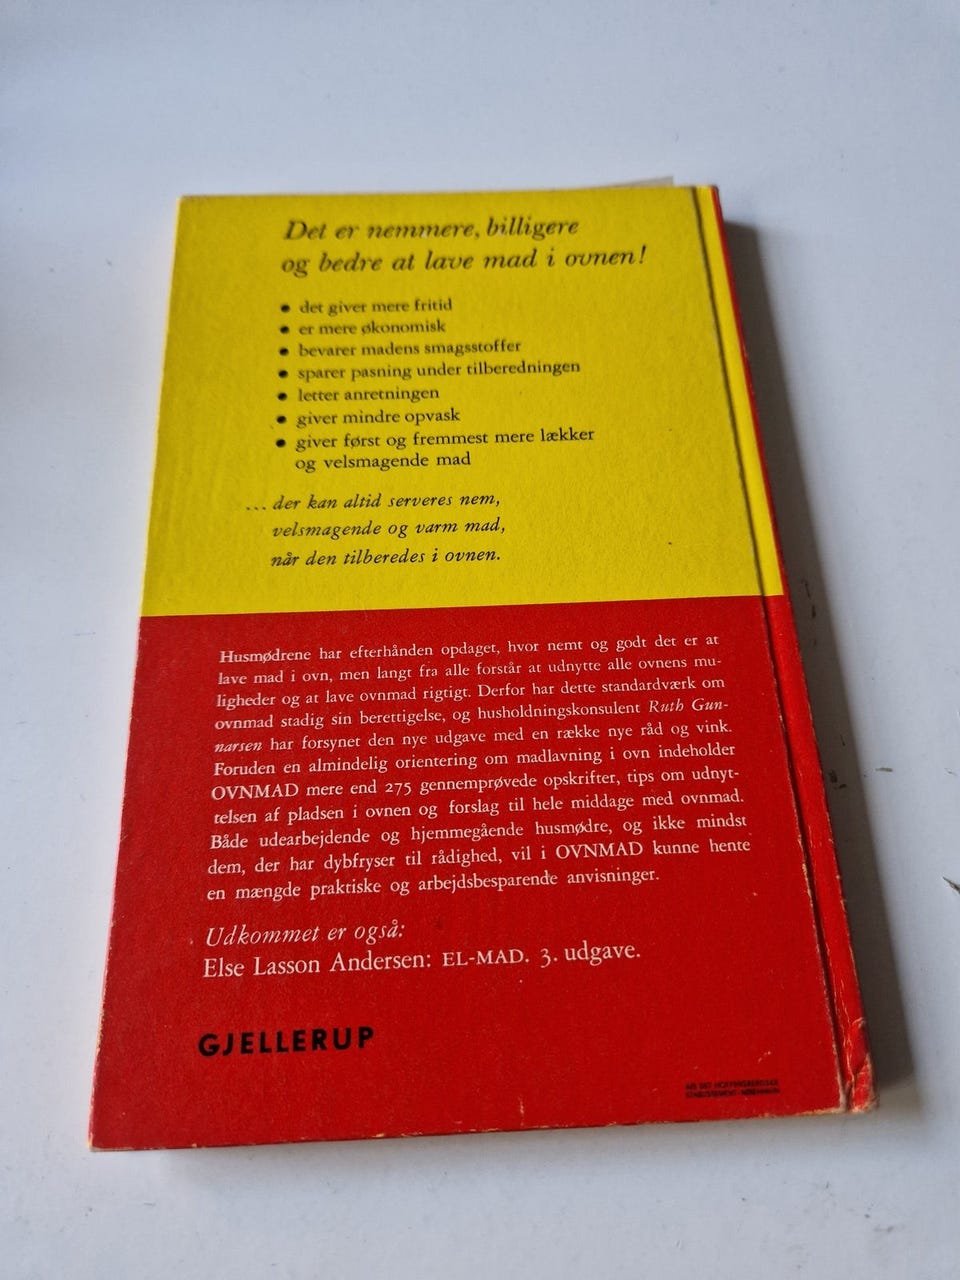 Det er nemmere, billigere
og bedre at lave mad i ovnen!
• det giver mere fritid
• er mere økonomisk
• bevarer madens smagsstoffer
• sparer pasning under tilberedningen
• letter anretningen
• giver mindre opvask
• giver først og fremmest mere lækker
og velsmagende mad
... der kan altid serveres nem,
velsmagende og varm mad,
når den tilberedes i ovnen.
Husmødrene har efterhånden opdaget, hvor nemt og godt det er at
lave mad i ovn, men langt fra alle forstår at udnytte alle ovnens mu-
ligheder og at lave ovnmad rigtigt. Derfor har dette standardværk om
ovnmad stadig sin berettigelse, og husholdningskonsulent Ruth Gun-
narsen har forsynet den nye udgave med en række nye råd og vink.
Foruden en almindelig orientering om madlavning i ovn indeholder
OVNMAD mere end 275 gennemprøvede opskrifter, tips om udnyt-
telsen af pladsen i ovnen og forslag til hele middage med ovnmad.
Både udearbejdende og hjemmegående husmødre, og ikke mindst
dem, der har dybfryser til rådighed, vil i OVNMAD kunne hente
en mængde praktiske og arbejdsbesparende anvisninger.
Udkommet er også:
Else Lasson Andersen: EL-MAD. 3. udgave.
GJELLERUP
DET HOFFENSBERGSKE
ETABLISSEMENT · KØBENHAVN